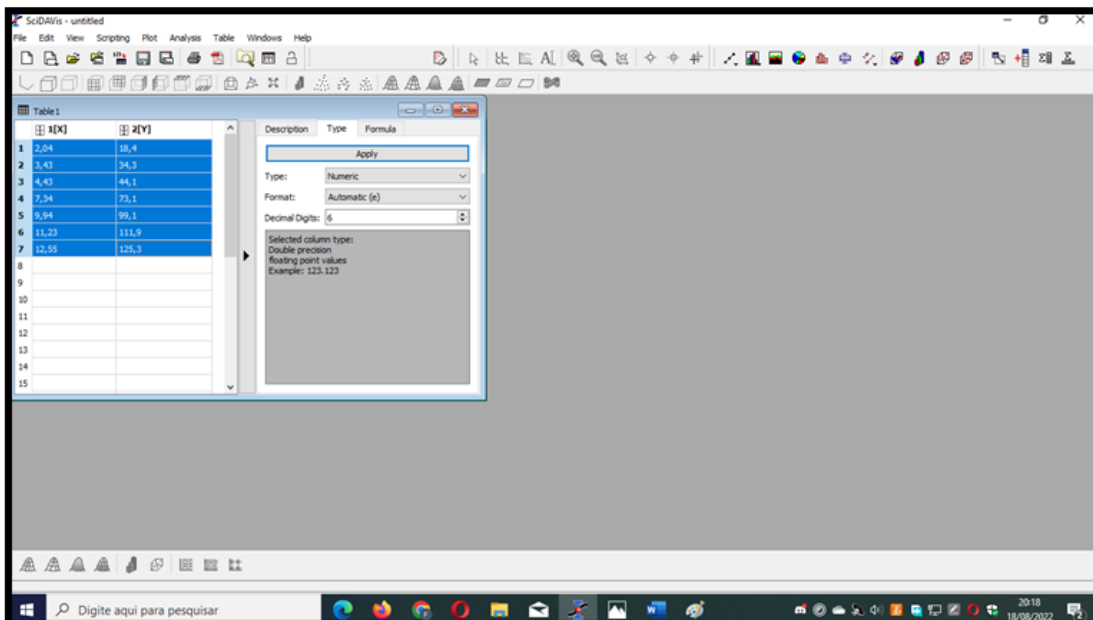 SciDAVis - untitled
File Edit View Scripting Plot Analysis Table Windows Help
Table1
1[X] 2[Y]
1 2,04 18,4
2 3,43 34,3
3 4,43 44,1
4 7,34 73,1
5 9,94 99,1
6 11,23 111,9
7 12,55 125,3
8
9
10
11
12
13
14
15
Description Type Formula
Apply
Type: Numeric
Format: Automatic (e)
Decimal Digits: 6
Selected column type:
Double precision
floating point values
Example: 123.123
Digite aqui para pesquisar
20:18
18/08/2022